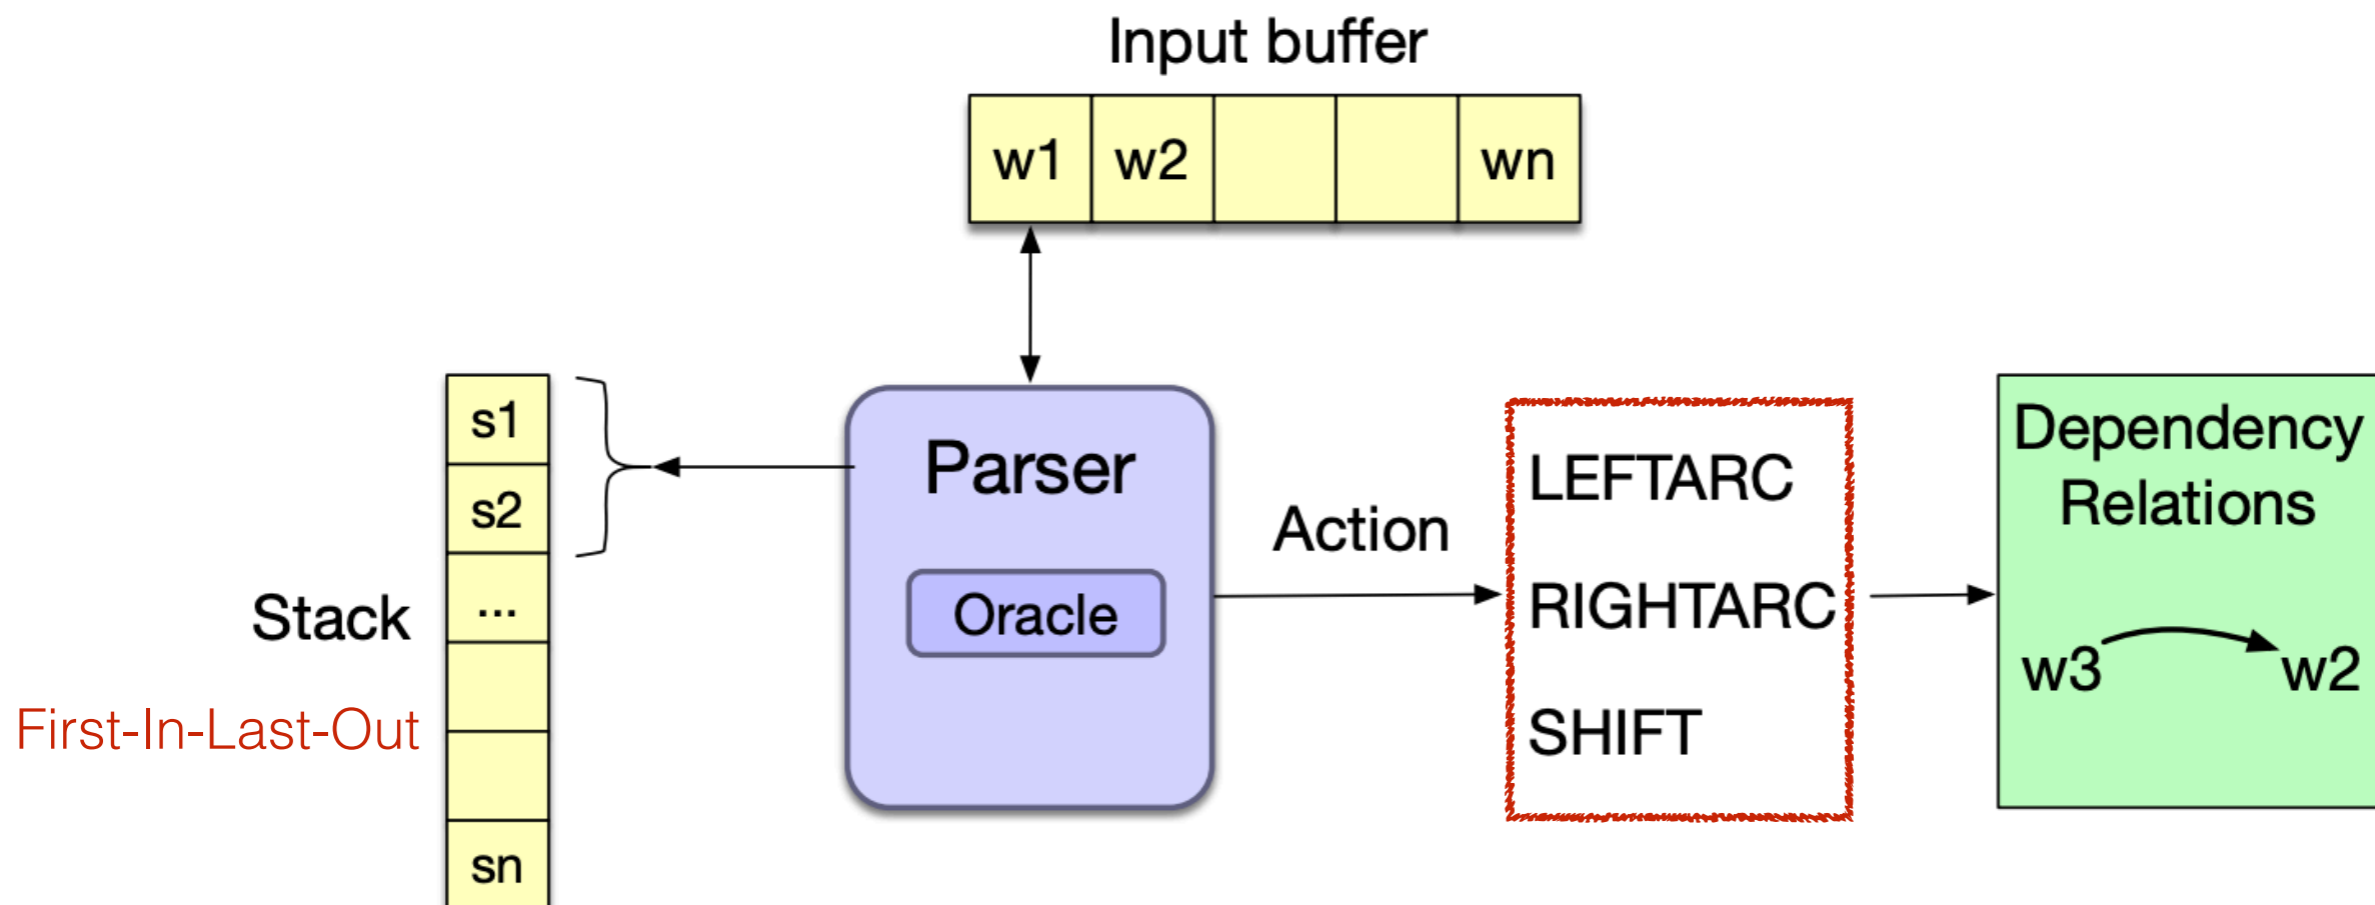 Input buffer
w1 w2 wn
s1
s2
...
sn
Stack
First-In-Last-Out
Parser
Oracle
Action
LEFTARC
RIGHTARC
SHIFT
Dependency
Relations
w3 w2